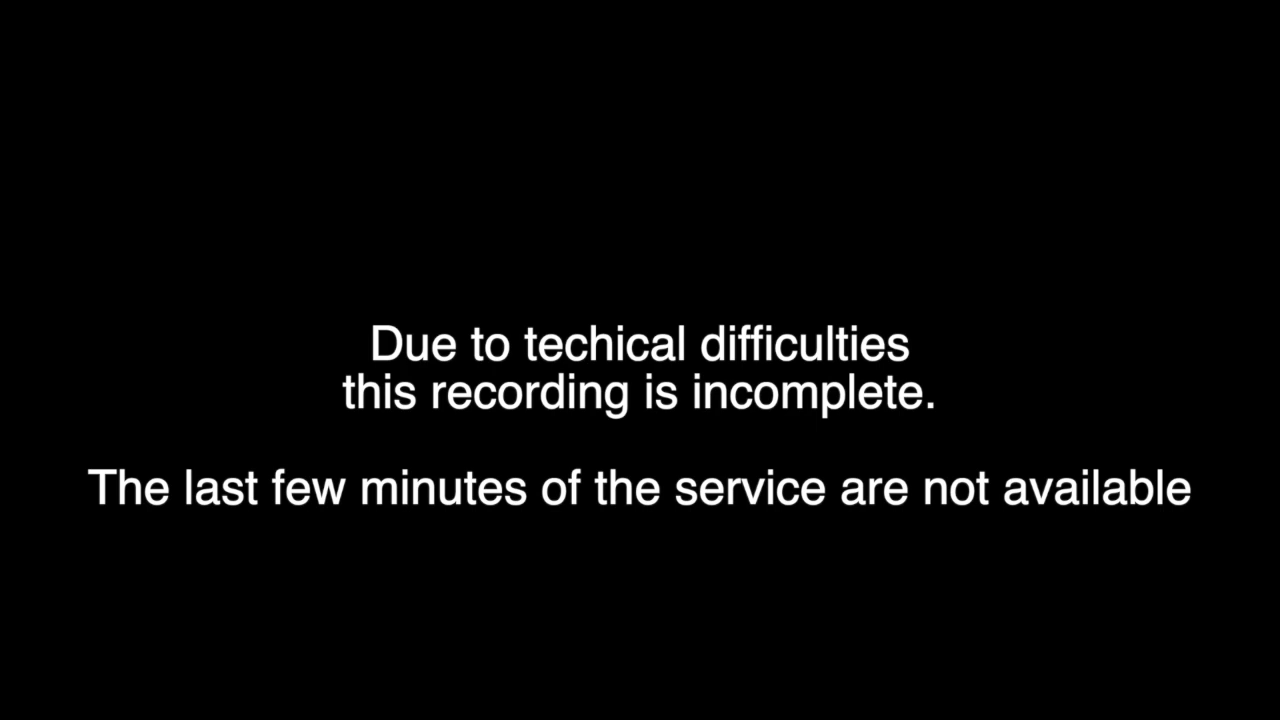 Due to techical difficulties
this recording is incomplete.
The last few minutes of the service are not available